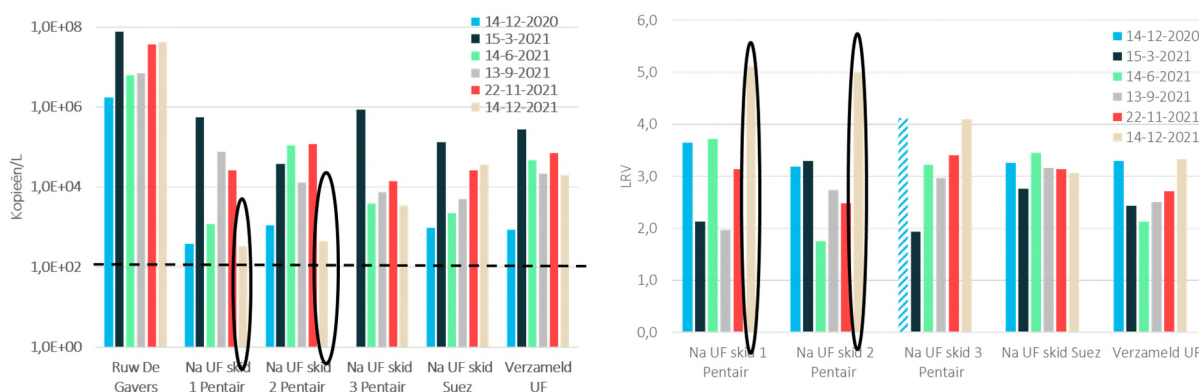 1,0E+08
1,0E+06
1,0E+04
1,0E+02
1,0E+00
Kopieën/L
14-12-2020
15-3-2021
14-6-2021
13-9-2021
22-11-2021
14-12-2021
Ruw De Gavers
Na UF skid 1 Pentair
Na UF skid 2 Pentair
Na UF skid 3 Pentair
Na UF skid Suez
Verzameld UF
6,0
5,0
4,0
3,0
2,0
1,0
0,0
LRV
14-12-2020
15-3-2021
14-6-2021
13-9-2021
22-11-2021
14-12-2021
Na UF skid 1
Pentair
Na UF skid 2
Pentair
Na UF skid 3
Pentair
Na UF skid Suez
Verzameld UF